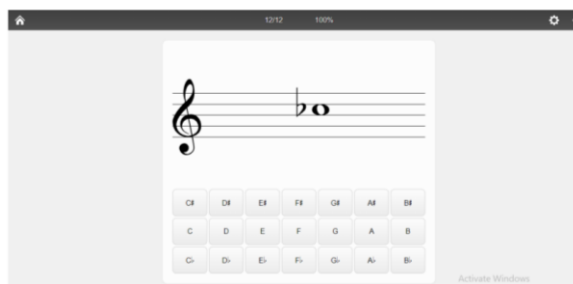 12/12 100%
C# D# E# F# G# A# B#
C D E F G A B
C♭ D♭ E♭ F♭ G♭ A♭ B♭
Activate Windows